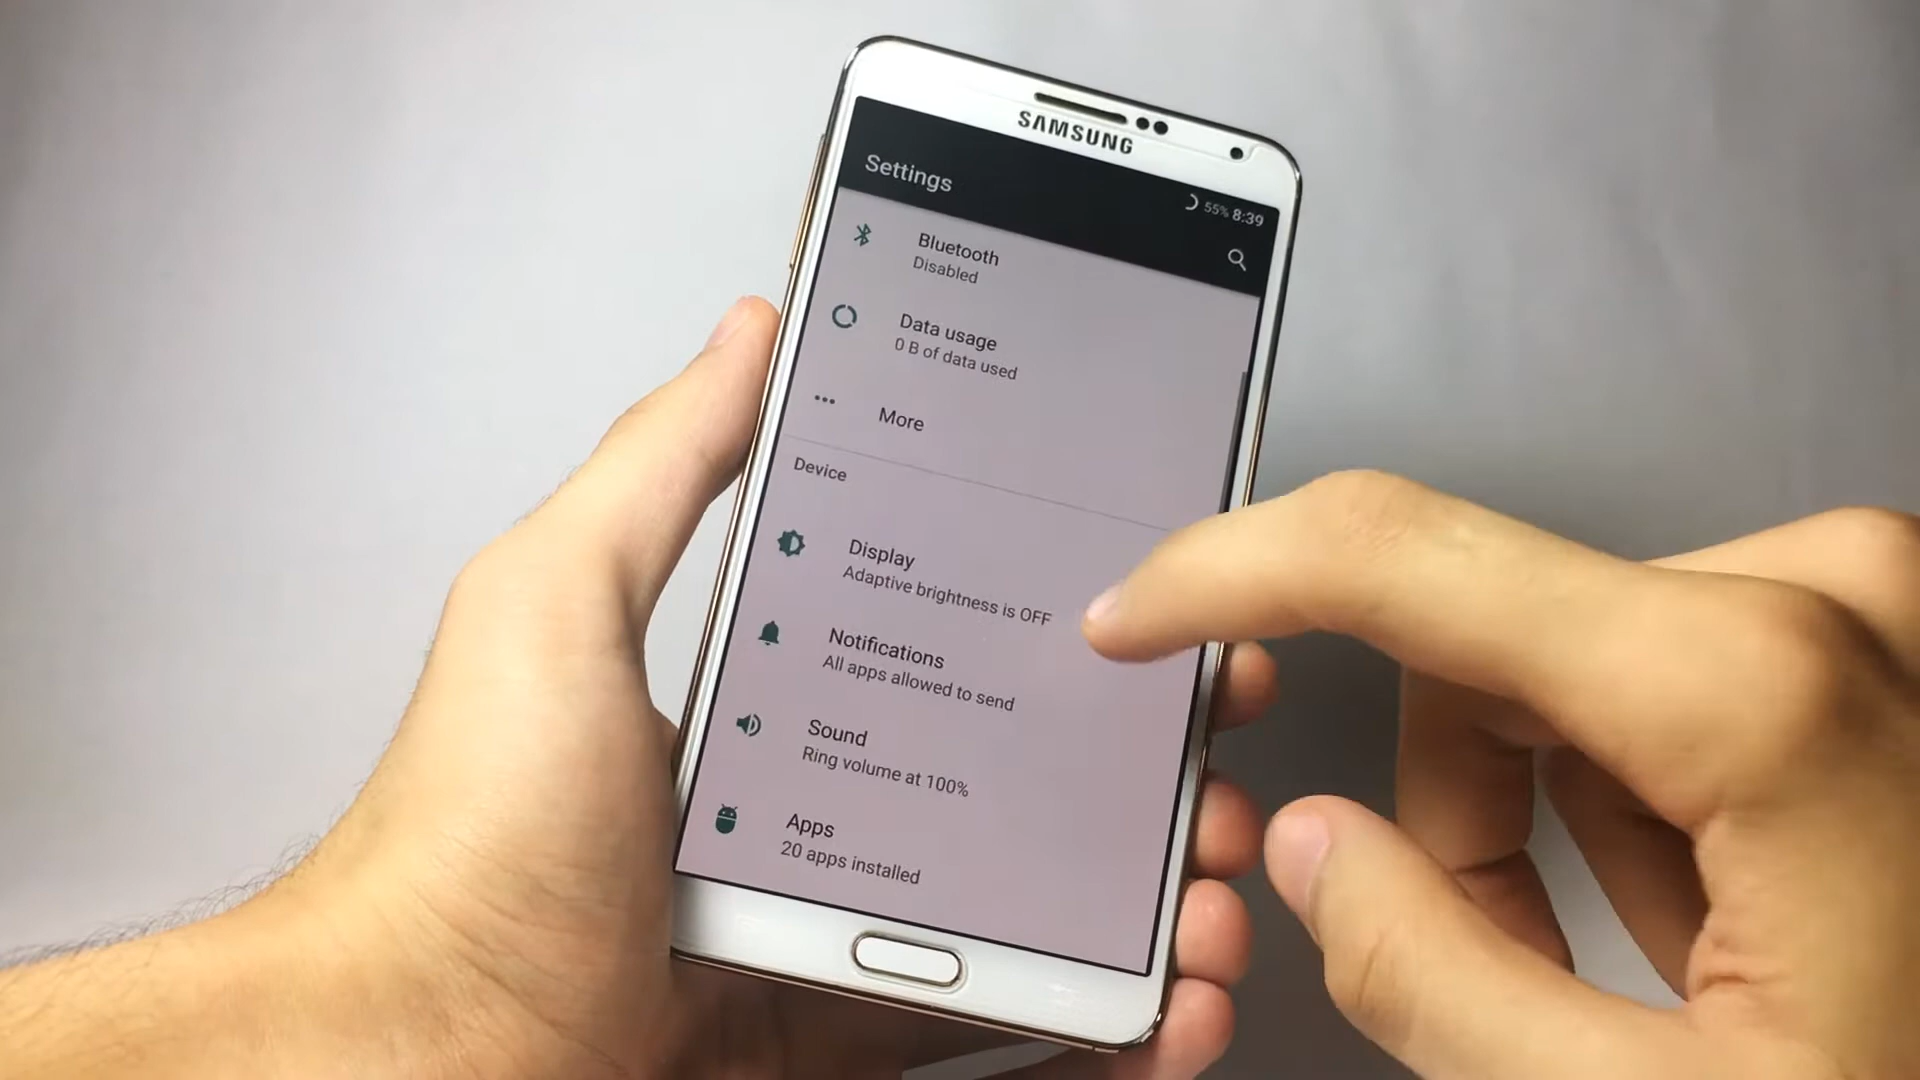 SAMSUNG
55% 8:39
Settings
Bluetooth
Disabled
Data usage
0 B of data used
More
Device
Display
Adaptive brightness is OFF
Notifications
All apps allowed to send
Sound
Ring volume at 100%
Apps
20 apps installed